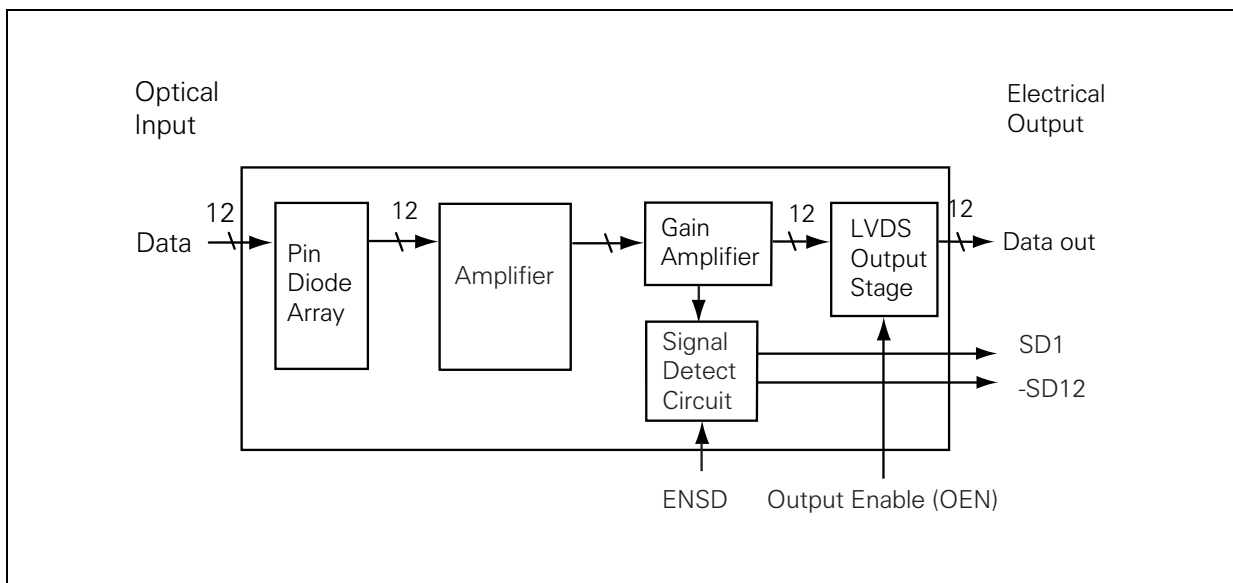 Optical
Input
Electrical
Output
12
12
12
12
Data
Pin
Diode
Array
Amplifier
Gain
Amplifier
LVDS
Output
Stage
Data out
Signal
Detect
Circuit
SD1
-SD12
ENSD
Output Enable (OEN)